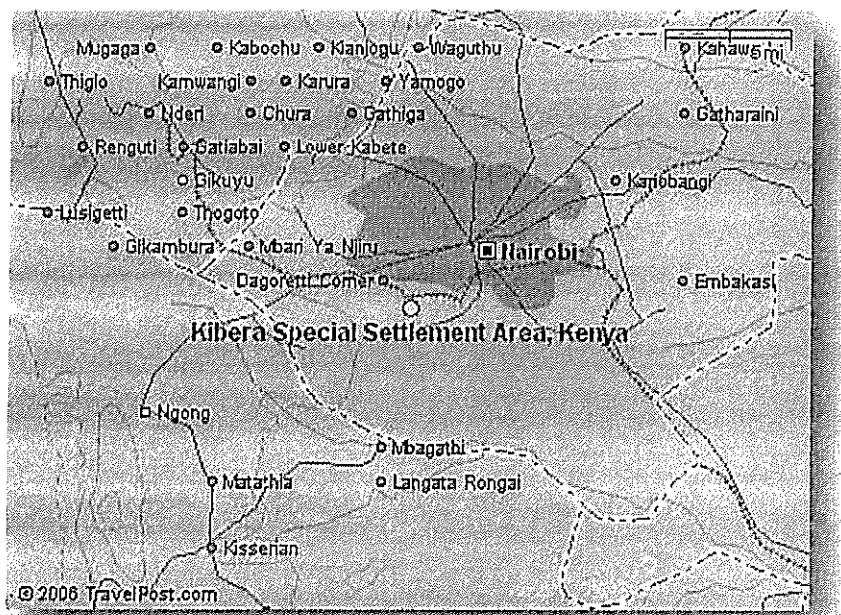 Mugaga Kabochu Kianjogu Waguthu Kahawa
5 mi
Thigio Kamwangi Karura Yamogo
Nderi Chura Gathiga Gatharaini
Renguti Gatiabai Lower Kabete
Gikuyu Kariobangi
Lusigetti Thogoto
Gikambura Mbari Ya Njiru Nairobi
Dagoretti Corner Embakasi
Kibera Special Settlement Area, Kenya
Ngong
Mbagathi
Matathia Langata Rongai
Kisserian
© 2006 TravelPost.com